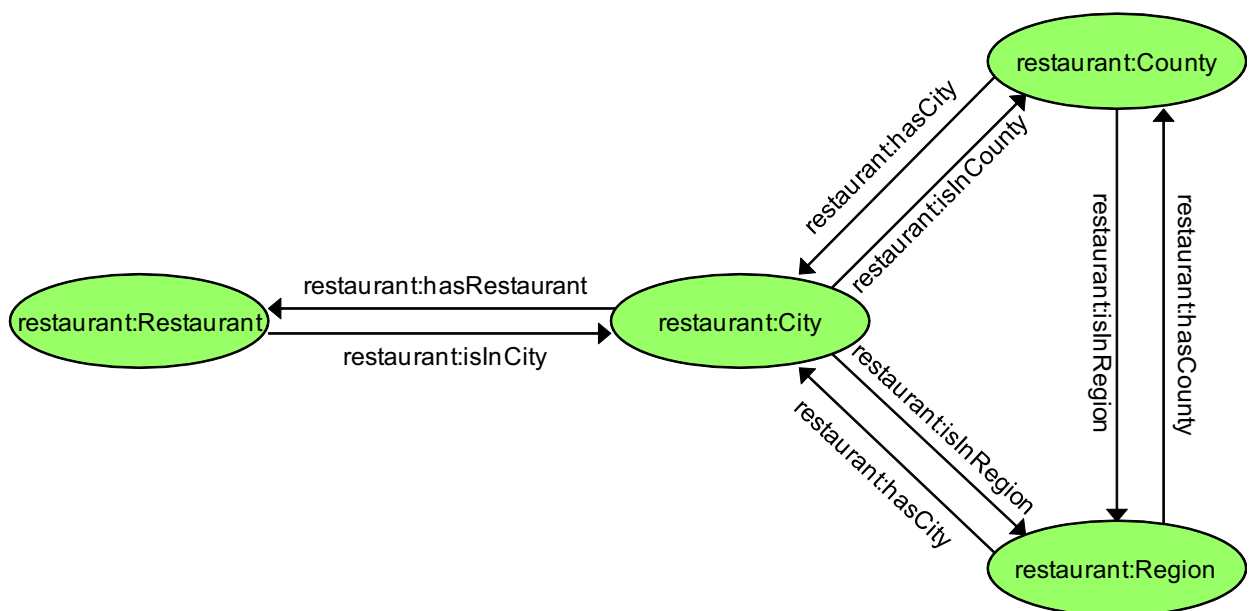 restaurant:County
restaurant:hasCity
restaurant:isInCounty
restaurant:hasRestaurant
restaurant:Restaurant
restaurant:City
restaurant:isInCity
restaurant:isInRegion
restaurant:hasCounty
restaurant:isInRegion
restaurant:hasCity
restaurant:Region